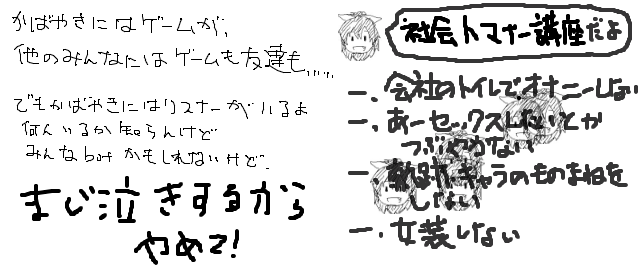 かばやきにはゲームが、
他のみんなにはゲームも友達も、、、、、
でもかばやきにはリスナーがいるよ
何人いるか知らんけど
みんなbotかもしれないけど。
まじ泣きするから
やめて!
社会トマナー講座だよ
一、会社のトイレでオナニーしない
一、あーセックスしたいとか
つぶやかない
一、キャラのものまねを
しない
一、女装しない